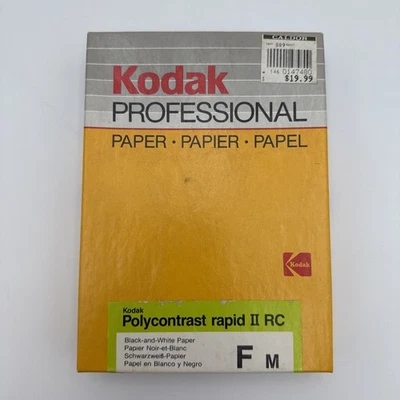 CALDOR
$19.99
Kodak
PROFESSIONAL
PAPER • PAPIER • PAPEL
Kodak
Kodak
Polycontrast rapid II RC
Black-and-White Paper
Papier Noir-et-Blanc
Schwarzweiß-Papier
Papel en Blanco y Negro
F M